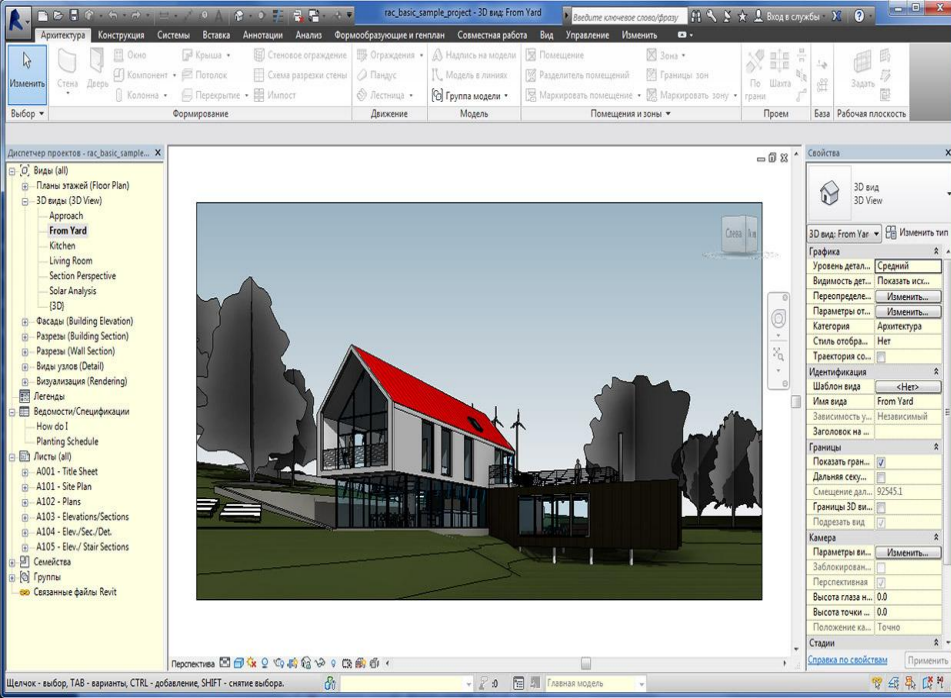 rac_basic_sample_project - 3D вид: From Yard
Введите ключевое слово/фразу
Вход в службы
Архитектура Конструкция Системы Вставка Аннотации Анализ Формообразующие и генплан Совместная работа Вид Управление Изменить
Изменить
Стена
Дверь
Окно
Компонент
Колонна
Крыша
Потолок
Перекрытие
Стеновое ограждение
Схема разрезки стены
Импост
Ограждения
Пандус
Лестница
Надпись на модели
Модель в линиях
Группа модели
Помещение
Разделитель помещений
Маркировать помещение
Зона
Границы зон
Маркировать зону
По грани
Шахта
Задать
Выбор
Формирование
Движение
Модель
Помещения и зоны
Проем
База
Рабочая плоскость
Диспетчер проектов - rac_basic_sample...
Виды (all)
Планы этажей (Floor Plan)
3D виды (3D View)
Approach
From Yard
Kitchen
Living Room
Section Perspective
Solar Analysis
{3D}
Фасады (Building Elevation)
Разрезы (Building Section)
Разрезы (Wall Section)
Виды узлов (Detail)
Визуализация (Rendering)
Легенды
Ведомости/Спецификации
How do I
Planting Schedule
Листы (all)
A001 - Title Sheet
A101 - Site Plan
A102 - Plans
A103 - Elevations/Sections
A104 - Elev./Sec./Det.
A105 - Elev./ Stair Sections
Семейства
Группы
Связанные файлы Revit
Слева
Свойства
3D вид
3D View
3D вид: From Yar
Изменить тип
Графика
Уровень детал... Средний
Видимость дет... Показать исх...
Переопределе... Изменить...
Параметры от... Изменить...
Категория Архитектура
Стиль отобра... Нет
Траектория со...
Идентификация
Шаблон вида <Нет>
Имя вида From Yard
Зависимость у... Независимый
Заголовок на ...
Границы
Показать гран...
Дальняя секу...
Смещение дал... 92545.1
Границы 3D ви...
Подрезать вид
Камера
Параметры ви... Изменить...
Заблокирован...
Перспективная
Высота глаза н... 0.0
Высота точки ... 0.0
Положение ка... Точно
Стадии
Справка по свойствам
Применить
Перспектива
Щелчок - выбор, TAB - варианты, CTRL - добавление, SHIFT - снятие выбора.
:0
Главная модель